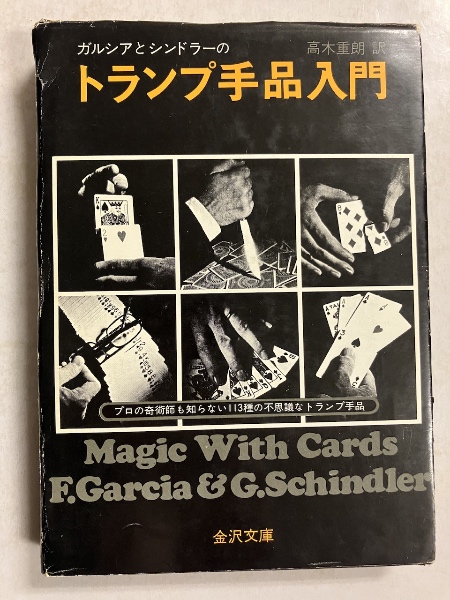 ガルシアとシンドラーの
高木重朗 訳
トランプ手品入門
プロの奇術師も知らない113種の不思議なトランプ手品
Magic With Cards
F.Garcia & G.Schindler
金沢文庫